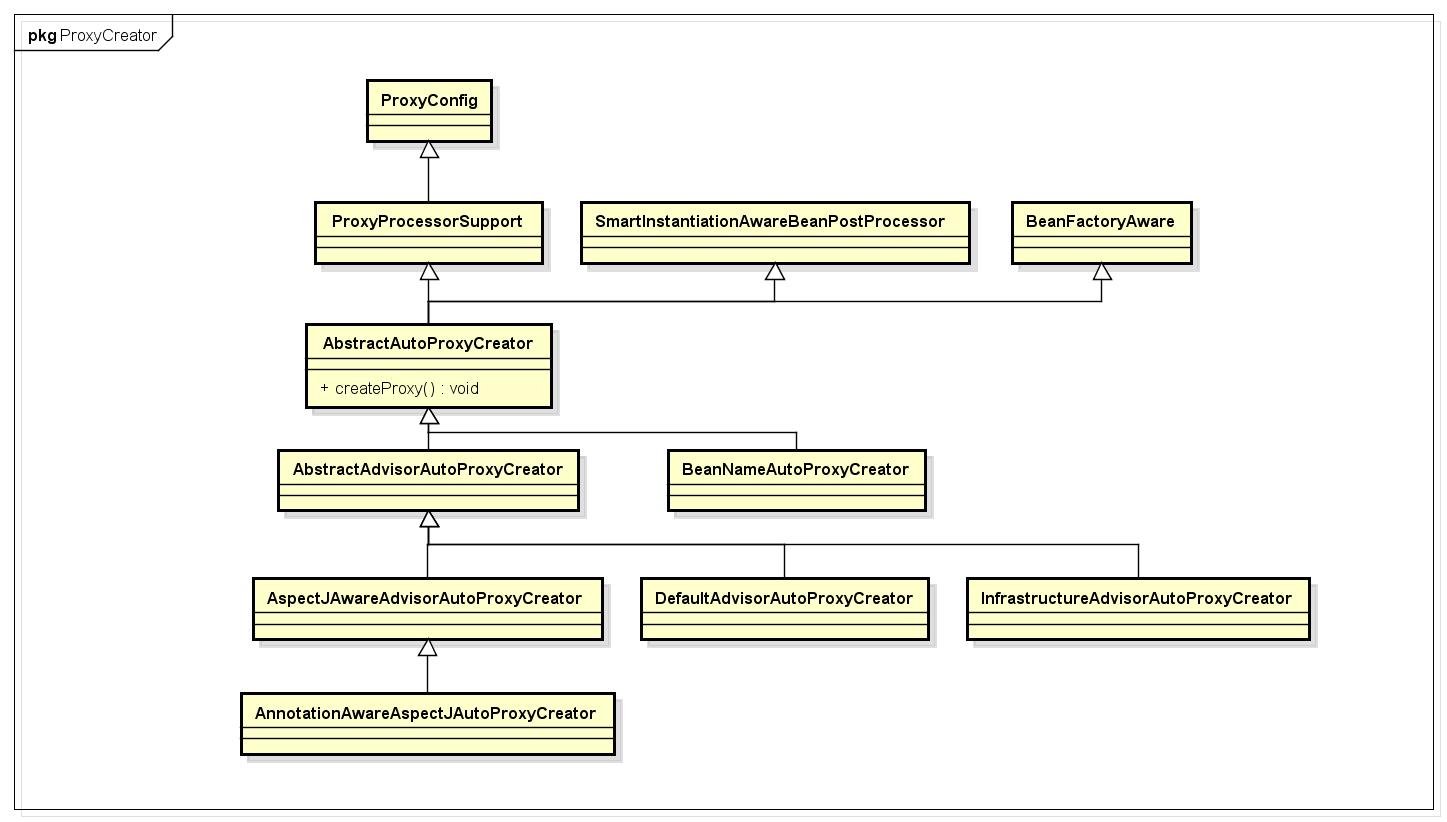 pkg ProxyCreator
ProxyConfig
ProxyProcessorSupport
SmartInstantiationAwareBeanPostProcessor
BeanFactoryAware
AbstractAutoProxyCreator
+ createProxy() : void
AbstractAdvisorAutoProxyCreator
BeanNameAutoProxyCreator
AspectJAwareAdvisorAutoProxyCreator
DefaultAdvisorAutoProxyCreator
InfrastructureAdvisorAutoProxyCreator
AnnotationAwareAspectJAutoProxyCreator